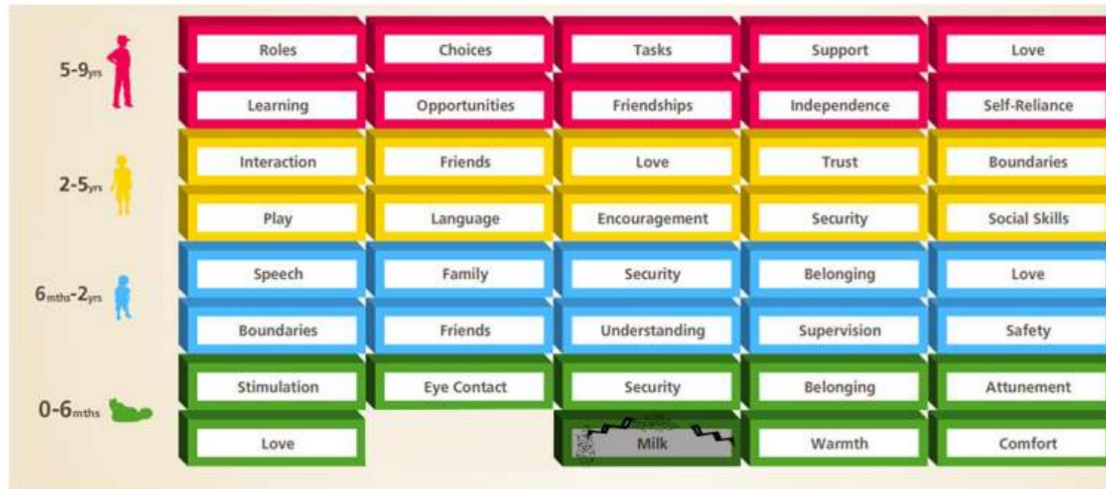 5-9yrs
Roles Choices Tasks Support Love
Learning Opportunities Friendships Independence Self-Reliance
2-5yrs
Interaction Friends Love Trust Boundaries
Play Language Encouragement Security Social Skills
6mths-2yrs
Speech Family Security Belonging Love
Boundaries Friends Understanding Supervision Safety
0-6mths
Stimulation Eye Contact Security Belonging Attunement
Love Milk Warmth Comfort